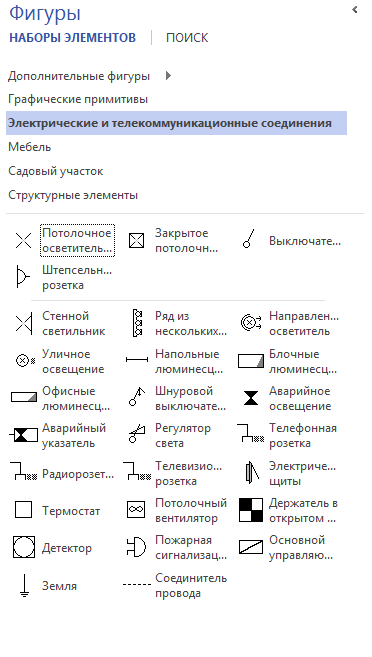 Фигуры
НАБОРЫ ЭЛЕМЕНТОВ ПОИСК
Дополнительные фигуры
Графические примитивы
Электрические и телекоммуникационные соединения
Мебель
Садовый участок
Структурные элементы
Потолочное осветитель...
Закрытое потолочн...
Выключате...
Штепсельн... розетка
Стенной светильник
Ряд из нескольких...
Направлен... осветитель
Уличное освещение
Напольные люминесц...
Блочные люминесц...
Офисные люминесц...
Шнуровой выключате...
Аварийное освещение
Аварийный указатель
Регулятор света
Телефонная розетка
Радиорозет...
Телевизио... розетка
Электриче... щиты
Термостат
Потолочный вентилятор
Держатель в открытом ...
Детектор
Пожарная сигнализац...
Основной управляю...
Земля
Соединитель провода